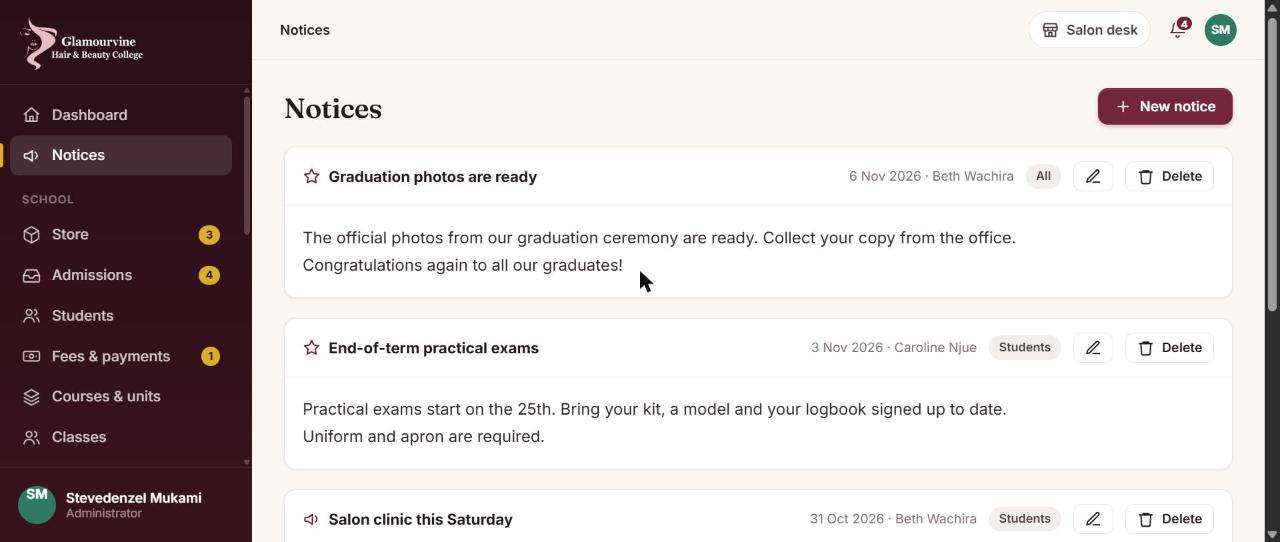 Glamourvine
Hair & Beauty College
Dashboard
Notices
SCHOOL
Store 3
Admissions 4
Students
Fees & payments 1
Courses & units
Classes
SM
Stevedenzel Mukami
Administrator
Notices
Salon desk
4
SM
Notices
New notice
Graduation photos are ready
6 Nov 2026 · Beth Wachira
All
Delete
The official photos from our graduation ceremony are ready. Collect your copy from the office.
Congratulations again to all our graduates!
End-of-term practical exams
3 Nov 2026 · Caroline Njue
Students
Delete
Practical exams start on the 25th. Bring your kit, a model and your logbook signed up to date.
Uniform and apron are required.
Salon clinic this Saturday
31 Oct 2026 · Beth Wachira
Students
Delete